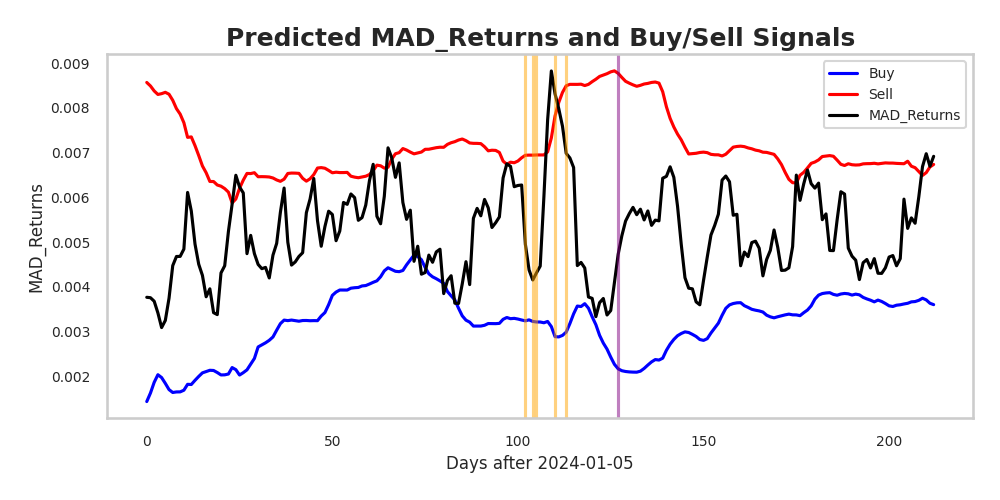 Predicted MAD_Returns and Buy/Sell Signals
MAD_Returns
0.009
0.008
0.007
0.006
0.005
0.004
0.003
0.002
Buy
Sell
MAD_Returns
0 50 100 150 200
Days after 2024-01-05